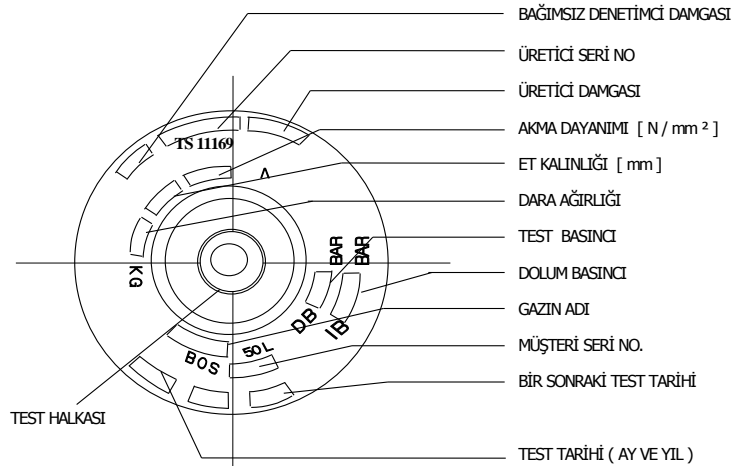 BAĞIMSIZ DENETİMCİ DAMGASI
ÜRETİCİ SERİ NO
ÜRETİCİ DAMGASI
AKMA DAYANIMI [ N / mm ² ]
ET KALINLIĞI [ mm ]
DARA AĞIRLIĞI
TEST BASINCI
DOLUM BASINCI
GAZIN ADI
MÜŞTERİ SERİ NO.
BİR SONRAKİ TEST TARİHİ
TEST TARİHİ ( AY VE YIL )
TEST HALKASI
TS 11169
KG
BAR
BAR
DB
IB
BOS
50 L